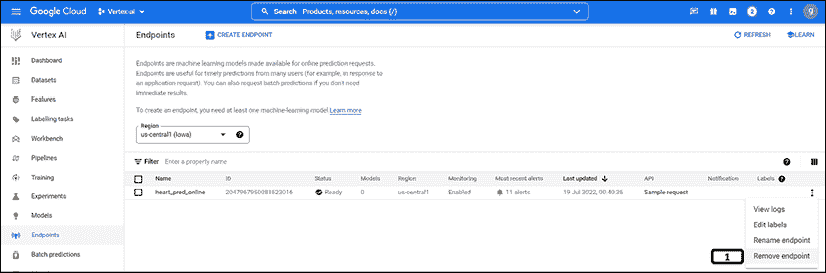 Google Cloud Vertex ai Search Products, resources, docs (/) 2
Vertex AI Endpoints CREATE ENDPOINT REFRESH LEARN
Dashboard
Datasets
Features
Labelling tasks
Workbench
Pipelines
Training
Experiments
Models
Endpoints
Batch predictions
Endpoints are machine learning models made available for online prediction requests.
Endpoints are useful for timely predictions from many users (for example, in response to
an application request). You can also request batch predictions if you don't need
immediate results.
To create an endpoint, you need at least one machine-learning model Learn more
Region
us-central1 (Iowa)
Filter Enter a property name
Name ID Status Models Region Monitoring Most recent alerts Last updated API Notification Labels
heart_pred_online Ready 0 us-central1 Enabled 11 alerts Sample request
View logs
Edit labels
Rename endpoint
1 Remove endpoint